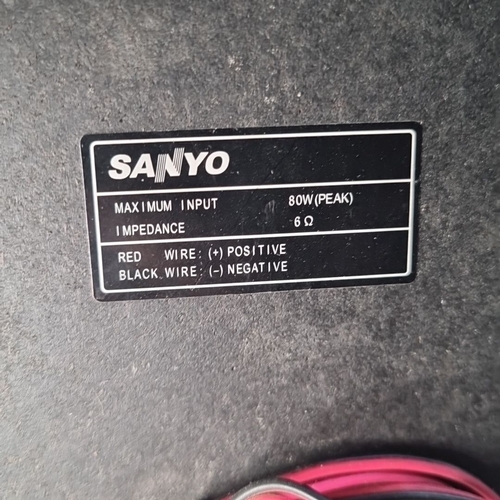 SANYO
MAXIMUM INPUT 80W(PEAK)
IMPEDANCE 6 Ω
RED WIRE: (+) POSITIVE
BLACK WIRE: (−) NEGATIVE